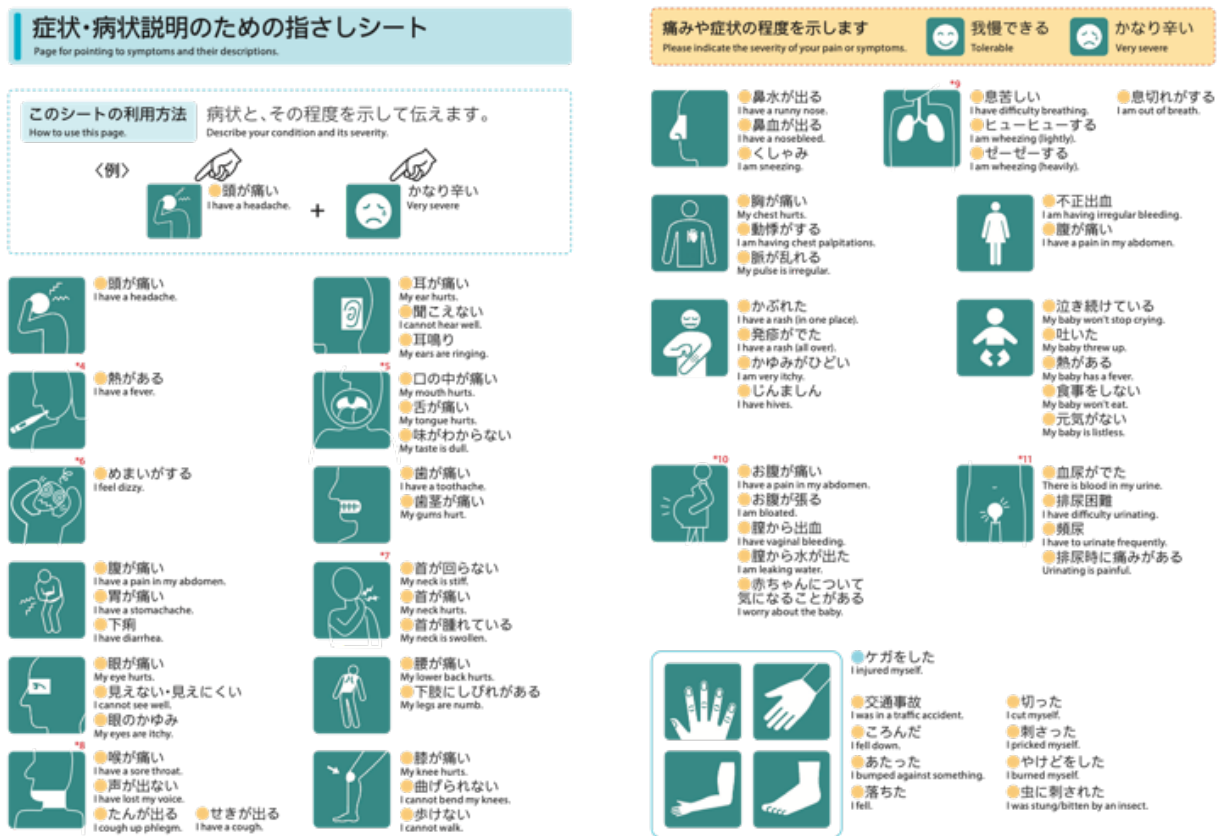 症状・病状説明のための指さしシート
Page for pointing to symptoms and their descriptions.
このシートの利用方法
How to use this page.
病状と、その程度を示して伝えます。
Describe your condition and its severity.
〈例〉
頭が痛い
I have a headache.
+
かなり辛い
Very severe
頭が痛い
I have a headache.
*4
熱がある
I have a fever.
*6
めまいがする
I feel dizzy.
腹が痛い
I have a pain in my abdomen.
胃が痛い
I have a stomachache.
下痢
I have diarrhea.
眼が痛い
My eye hurts.
見えない・見えにくい
I cannot see well.
眼のかゆみ
My eyes are itchy.
*8
喉が痛い
I have a sore throat.
声が出ない
I have lost my voice.
たんが出る
I cough up phlegm.
せきが出る
I have a cough.
耳が痛い
My ear hurts.
聞こえない
I cannot hear well.
耳鳴り
My ears are ringing.
*5
口の中が痛い
My mouth hurts.
舌が痛い
My tongue hurts.
味がわからない
My taste is dull.
歯が痛い
I have a toothache.
歯茎が痛い
My gums hurt.
*7
首が回らない
My neck is stiff.
首が痛い
My neck hurts.
首が腫れている
My neck is swollen.
腰が痛い
My lower back hurts.
下肢にしびれがある
My legs are numb.
膝が痛い
My knee hurts.
曲げられない
I cannot bend my knees.
歩けない
I cannot walk.
痛みや症状の程度を示します
Please indicate the severity of your pain or symptoms.
我慢できる
Tolerable
かなり辛い
Very severe
鼻水が出る
I have a runny nose.
鼻血が出る
I have a nosebleed.
くしゃみ
I am sneezing.
*9
息苦しい
I have difficulty breathing.
息切れがする
I am out of breath.
ヒューヒューする
I am wheezing (lightly).
ゼーゼーする
I am wheezing (heavily).
胸が痛い
My chest hurts.
動悸がする
I am having chest palpitations.
脈が乱れる
My pulse is irregular.
不正出血
I am having irregular bleeding.
腹が痛い
I have a pain in my abdomen.
かぶれた
I have a rash (in one place).
発疹がでた
I have a rash (all over).
かゆみがひどい
I am very itchy.
じんましん
I have hives.
泣き続けている
My baby won't stop crying.
吐いた
My baby threw up.
熱がある
My baby has a fever.
食事をしない
My baby won't eat.
元気がない
My baby is listless.
*10
お腹が痛い
I have a pain in my abdomen.
お腹が張る
I am bloated.
膣から出血
I have vaginal bleeding.
膣から水が出た
I am leaking water.
赤ちゃんについて
気になることがある
I worry about the baby.
*11
血尿がでた
There is blood in my urine.
排尿困難
I have difficulty urinating.
頻尿
I have to urinate frequently.
排尿時に痛みがある
Urinating is painful.
ケガをした
I injured myself.
交通事故
I was in a traffic accident.
ころんだ
I fell down.
あたった
I bumped against something.
落ちた
I fell.
切った
I cut myself.
刺さった
I pricked myself.
やけどをした
I burned myself.
虫に刺された
I was stung/bitten by an insect.